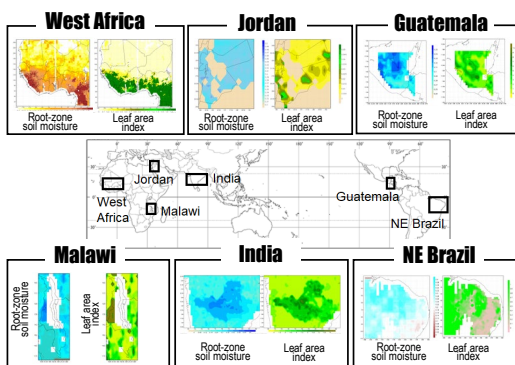 West Africa
Root-zone
soil moisture
Leaf area
index
Jordan
Root-zone
soil moisture
Leaf area
index
Guatemala
Root-zone
soil moisture
Leaf area
index
Jordan
India
West
Africa
Malawi
Guatemala
NE Brazil
Malawi
Root-zone
soil moisture
Leaf area
index
India
Root-zone
soil moisture
Leaf area
index
NE Brazil
Root-zone
soil moisture
Leaf area
index